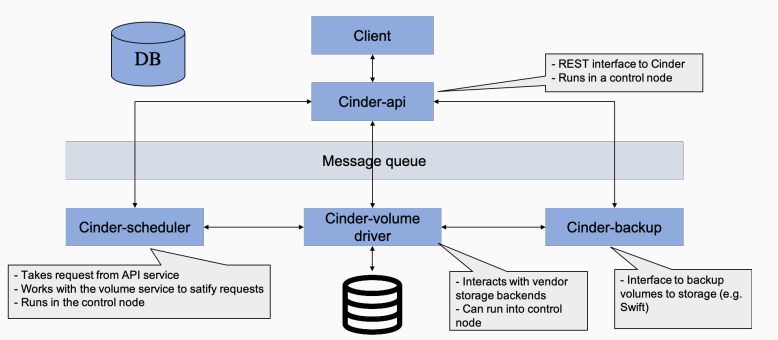 Client
DB
- REST interface to Cinder
- Runs in a control node
Cinder-api
Message queue
Cinder-scheduler
Cinder-volume
driver
Cinder-backup
- Takes request from API service
- Works with the volume service to satify requests
- Runs in the control node
- Interacts with vendor
storage backends
- Can run into control
node
- Interface to backup
volumes to storage (e.g.
Swift)